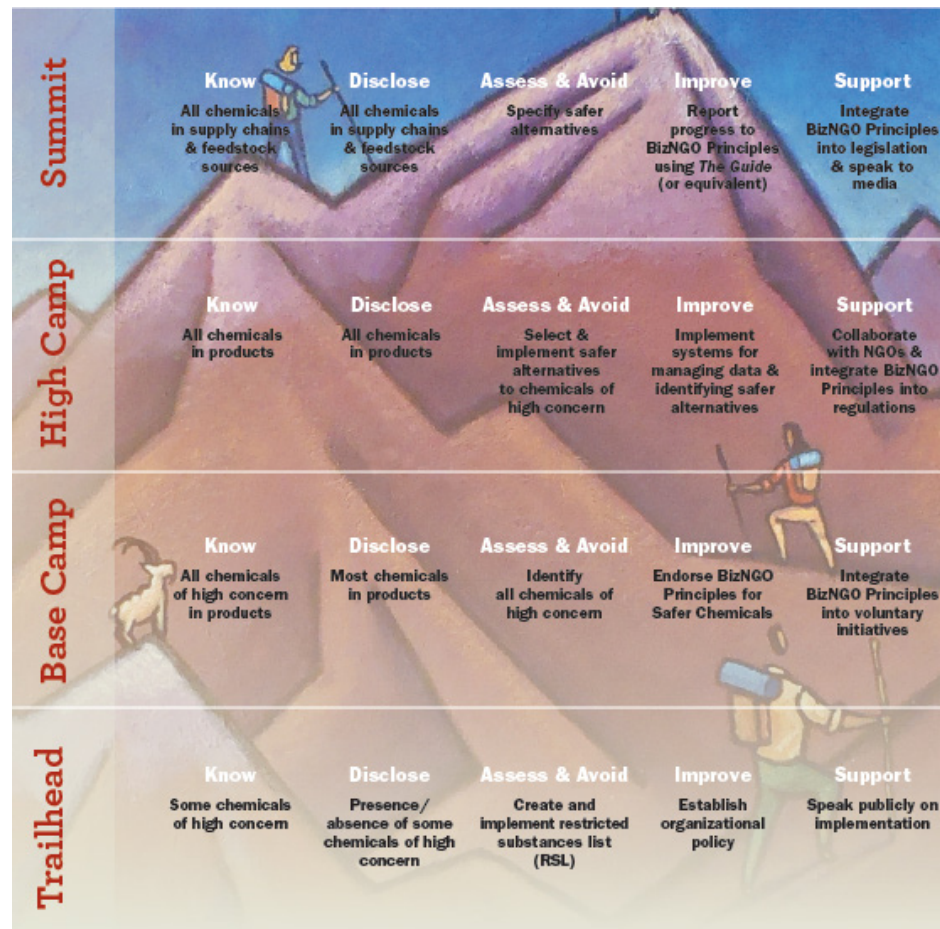 Summit
Know
All chemicals
in supply chains
& feedstock
sources
Disclose
All chemicals
in supply chains
& feedstock
sources
Assess & Avoid
Specify safer
alternatives
Improve
Report
progress to
BizNGO Principles
using The Guide
(or equivalent)
Support
Integrate
BizNGO Principles
into legislation
& speak to
media
High Camp
Know
All chemicals
in products
Disclose
All chemicals
in products
Assess & Avoid
Select &
implement safer
alternatives
to chemicals of
high concern
Improve
Implement
systems for
managing data &
identifying safer
alternatives
Support
Collaborate
with NGOs &
integrate BizNGO
Principles into
regulations
Base Camp
Know
All chemicals
of high concern
in products
Disclose
Most chemicals
in products
Assess & Avoid
Identify
all chemicals of
high concern
Improve
Endorse BizNGO
Principles for
Safer Chemicals
Support
Integrate
BizNGO Principles
into voluntary
initiatives
Trailhead
Know
Some chemicals
of high concern
Disclose
Presence/
absence of some
chemicals of high
concern
Assess & Avoid
Create and
implement restricted
substances list
(RSL)
Improve
Establish
organizational
policy
Support
Speak publicly on
implementation